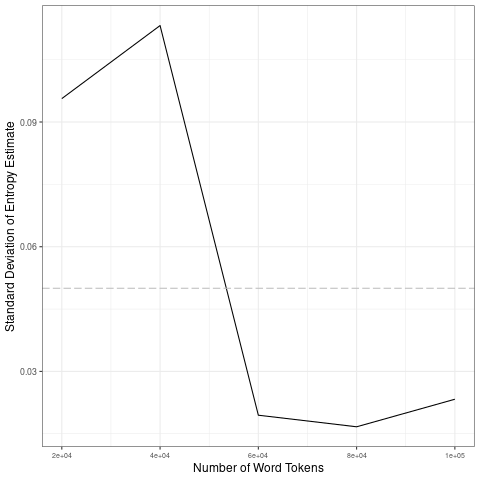 Standard Deviation of Entropy Estimate
0.09
0.06
0.03
2e+04 4e+04 6e+04 8e+04 1e+05
Number of Word Tokens